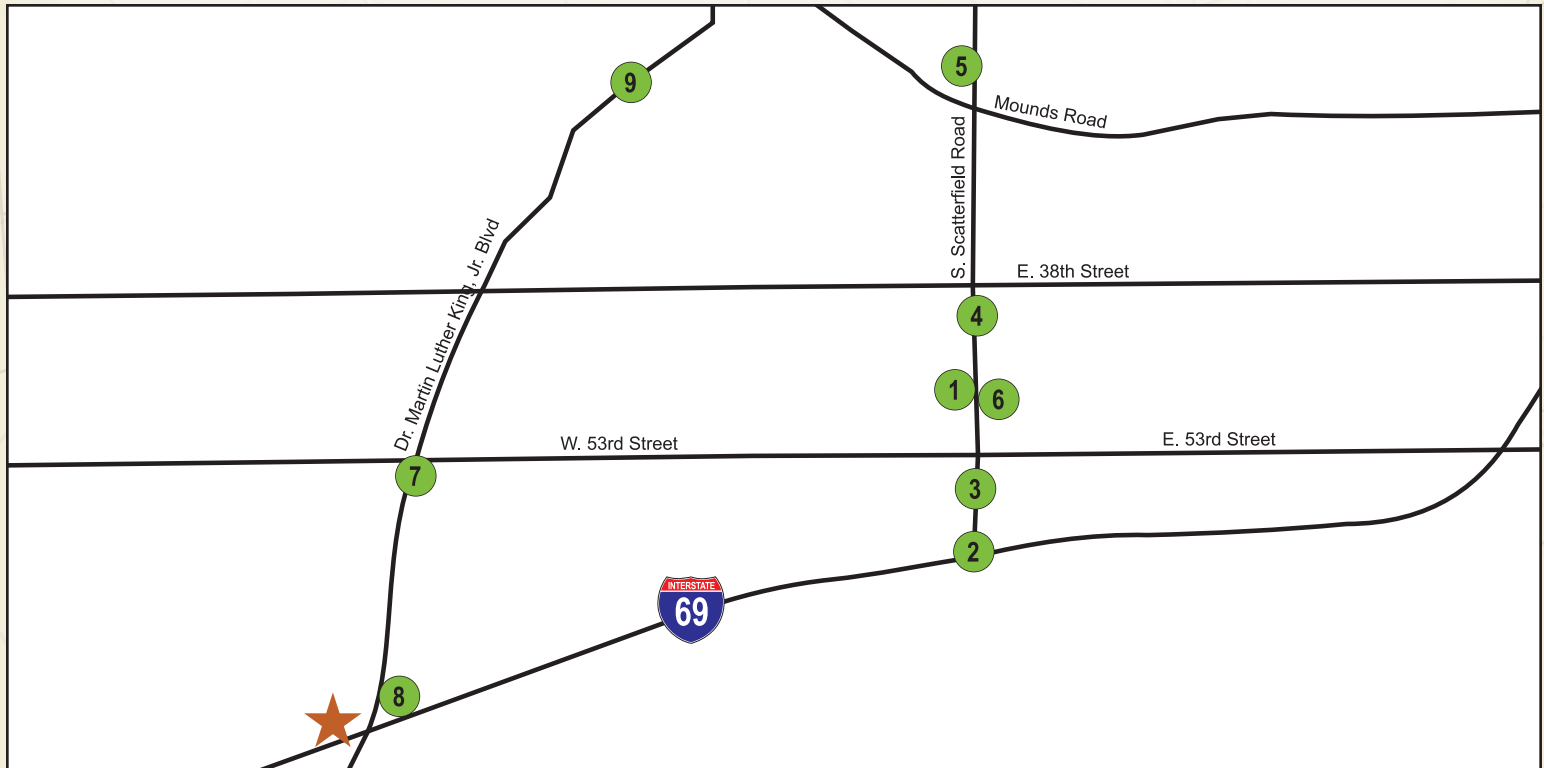 9
5
Mounds Road
S. Scatterfield Road
Dr. Martin Luther King, Jr. Blvd
E. 38th Street
4
1
6
W. 53rd Street
E. 53rd Street
7
3
2
INTERSTATE
69
8